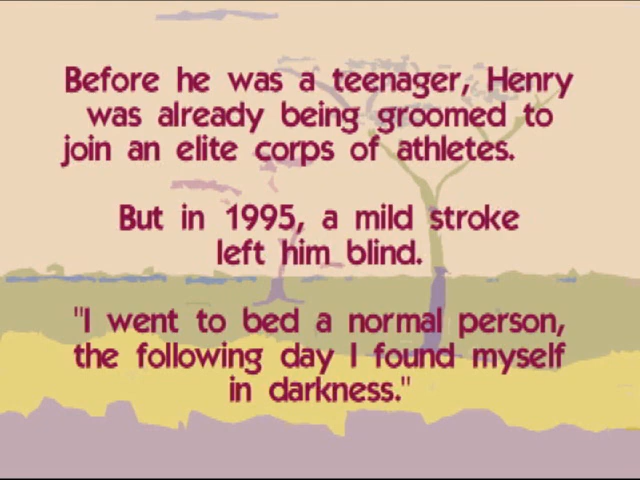 Before he was a teenager, Henry
was already being groomed to
join an elite corps of athletes.
But in 1995, a mild stroke
left him blind.
"I went to bed a normal person,
the following day I found myself
in darkness."